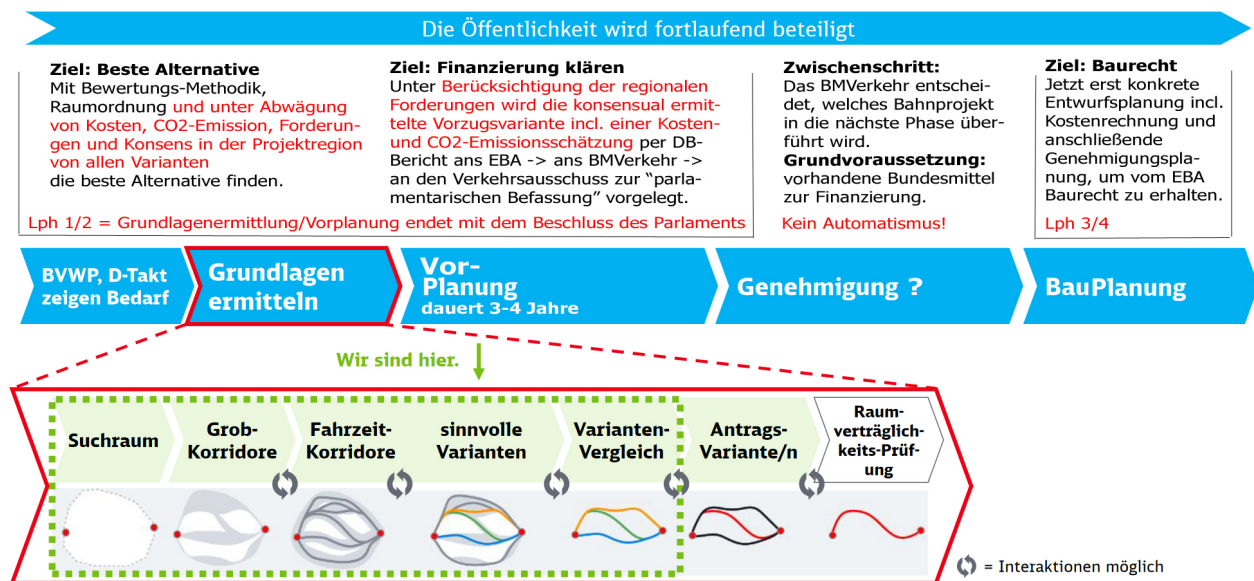 Die Öffentlichkeit wird fortlaufend beteiligt
Ziel: Beste Alternative
Mit Bewertungs-Methodik,
Raumordnung und unter Abwägung
von Kosten, CO2-Emission, Forderun-
gen und Konsens in der Projektregion
von allen Varianten
die beste Alternative finden.
Ziel: Finanzierung klären
Unter Berücksichtigung der regionalen
Forderungen wird die konsensual ermit-
telte Vorzugsvariante incl. einer Kosten-
und CO2-Emissionsschätzung per DB-
Bericht ans EBA -> ans BMVerkehr ->
an den Verkehrsausschuss zur “parla-
mentarischen Befassung” vorgelegt.
Lph 1/2 = Grundlagenermittlung/Vorplanung endet mit dem Beschluss des Parlaments
Zwischenschritt:
Das BMVerkehr entschei-
det, welches Bahnprojekt
in die nächste Phase über-
führt wird.
Grundvoraussetzung:
vorhandene Bundesmittel
zur Finanzierung.
Kein Automatismus!
Ziel: Baurecht
Jetzt erst konkrete
Entwurfsplanung incl.
Kostenrechnung und
anschließende
Genehmigungspla-
nung, um vom EBA
Baurecht zu erhalten.
Lph 3/4
BVWP, D-Takt
zeigen Bedarf
Grundlagen
ermitteln
Vor-
Planung
dauert 3-4 Jahre
Genehmigung ?
BauPlanung
Wir sind hier.
Suchraum
Grob-
Korridore
Fahrzeit-
Korridore
sinnvolle
Varianten
Varianten-
Vergleich
Antrags-
Variante/n
Raum-
verträglich-
keits-Prüf-
ung
= Interaktionen möglich